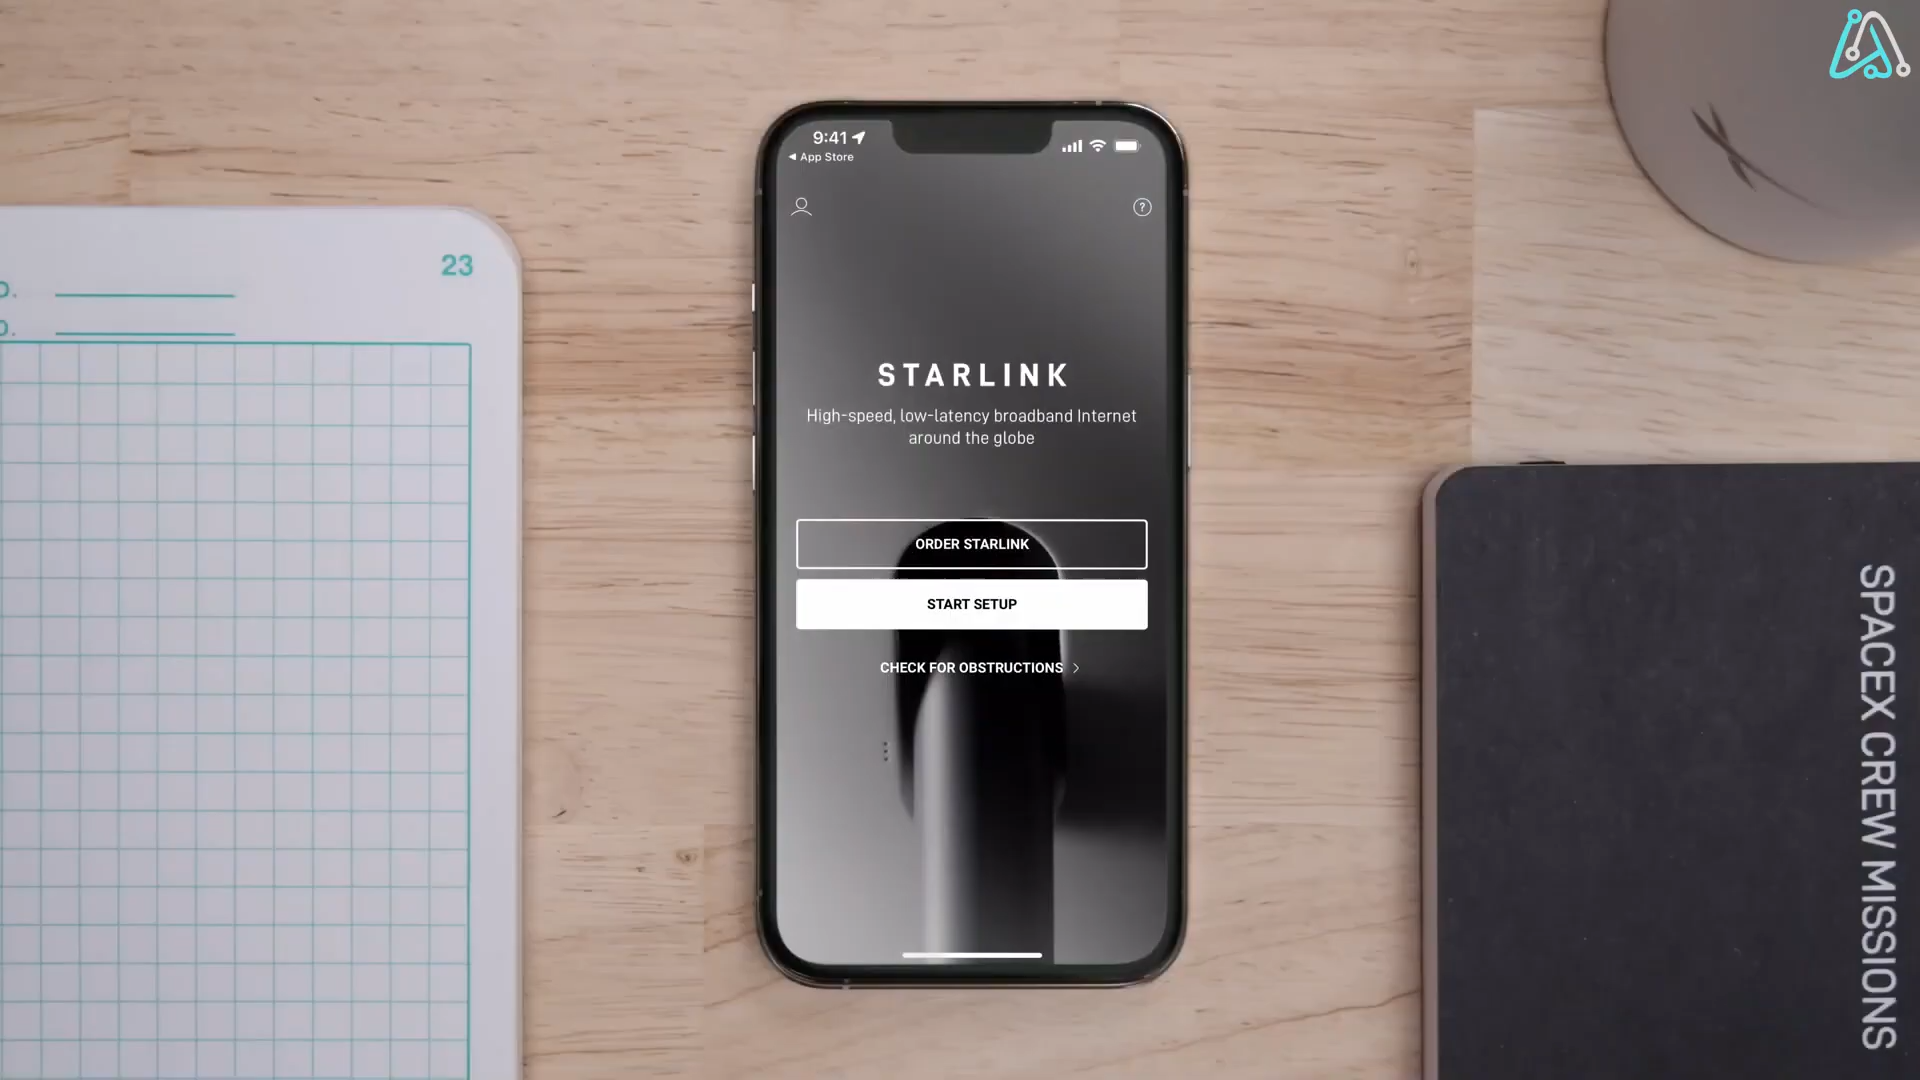 23
9:41
App Store
STARLINK
High-speed, low-latency broadband Internet
around the globe
ORDER STARLINK
START SETUP
CHECK FOR OBSTRUCTIONS
SPACEX CREW MISSIONS